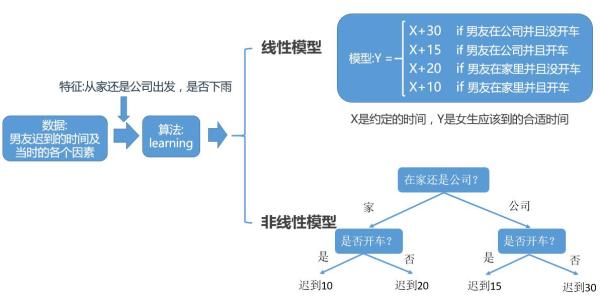 特征:从家还是公司出发，是否下雨
数据:
男友迟到的时间及
当时的各个因素
算法:
learning
线性模型
模型:Y =
X+30 if 男友在公司并且没开车
X+15 if 男友在公司并且开车
X+20 if 男友在家里并且没开车
X+10 if 男友在家里并且开车
X是约定的时间，Y是女生应该到的合适时间
非线性模型
在家还是公司？
家
公司
是否开车？
是否开车？
是
否
是
否
迟到10
迟到20
迟到15
迟到30